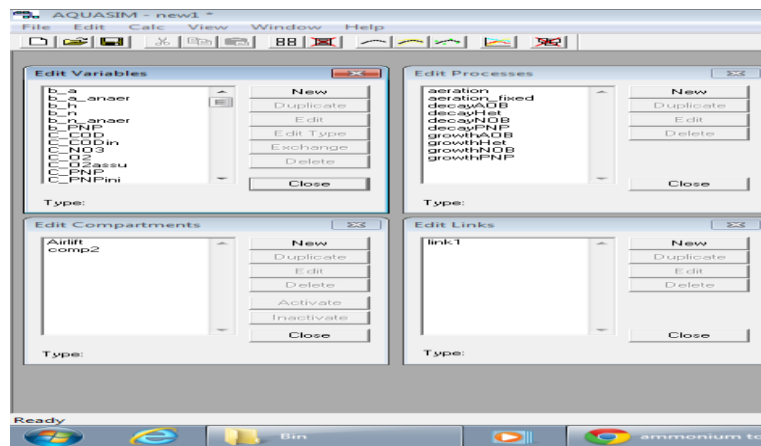 AQUASIM - new1 *
File Edit Calc View Window Help
Edit Variables
b_a
b_a_anaer
b_h
b_n
b_n_anaer
b_PNP
C_COD
C_CODin
C_NO3
C_O2
C_O2assu
C_PNP
C_PNPini
New
Duplicate
Edit
Edit Type
Exchange
Delete
Close
Type:
Edit Processes
aeration
aeration_fixed
decayAOB
decayHet
decayNOB
decayPNP
growthAOB
growthHet
growthNOB
growthPNP
New
Duplicate
Edit
Delete
Close
Type:
Edit Compartments
Airlift
comp2
New
Duplicate
Edit
Delete
Activate
Inactivate
Close
Type:
Edit Links
link1
New
Duplicate
Edit
Delete
Close
Type:
Ready
Bin
ammonium to